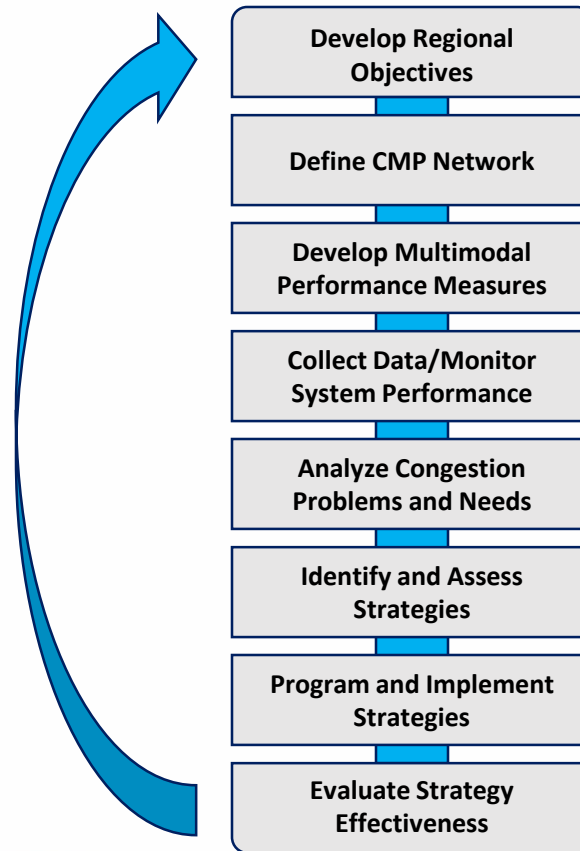 Develop Regional
Objectives
Define CMP Network
Develop Multimodal
Performance Measures
Collect Data/Monitor
System Performance
Analyze Congestion
Problems and Needs
Identify and Assess
Strategies
Program and Implement
Strategies
Evaluate Strategy
Effectiveness